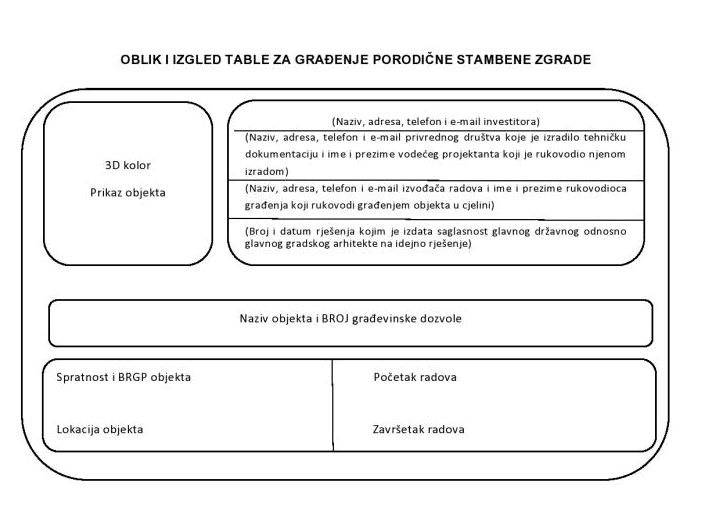 OBLIK I IZGLED TABLE ZA GRAĐENJE PORODIČNE STAMBENE ZGRADE
3D kolor
Prikaz objekta
(Naziv, adresa, telefon i e-mail investitora)
(Naziv, adresa, telefon i e-mail privrednog društva koje je izradilo tehničku
dokumentaciju i ime i prezime vodećeg projektanta koji je rukovodio njenom
izradom)
(Naziv, adresa, telefon i e-mail izvođača radova i ime i prezime rukovodioca
građenja koji rukovodi građenjem objekta u cjelini)
(Broj i datum rješenja kojim je izdata saglasnost glavnog državnog odnosno
glavnog gradskog arhitekte na idejno rješenje)
Naziv objekta i BROJ građevinske dozvole
Spratnost i BRGP objekta
Lokacija objekta
Početak radova
Završetak radova